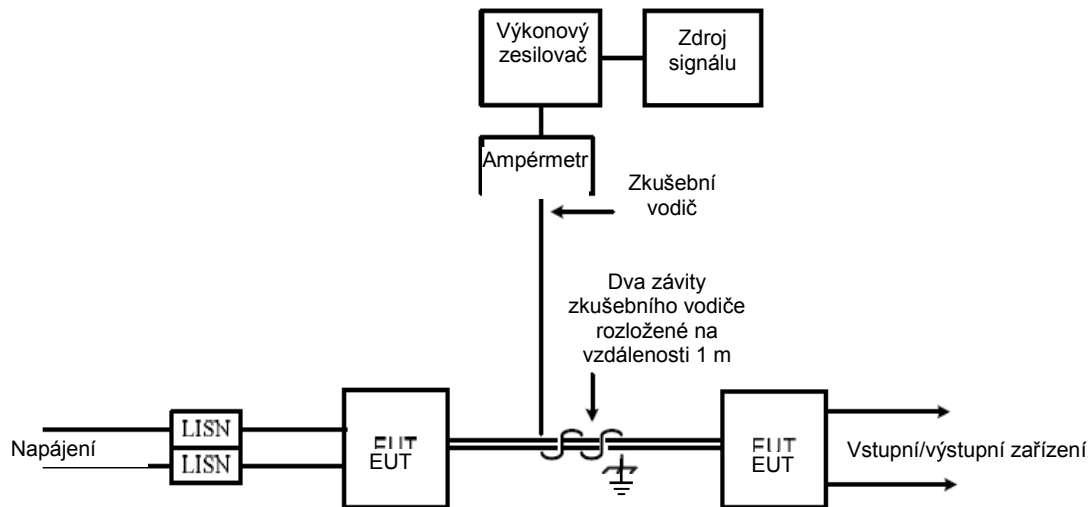 Výkonový
zesilovač
Zdroj
signálu
Ampérmetr
Zkušební
vodič
Dva závity
zkušebního vodiče
rozložené na
vzdálenosti 1 m
Napájení
LISN
LISN
EUT
EUT
EUT
EUT
Vstupní/výstupní zařízení